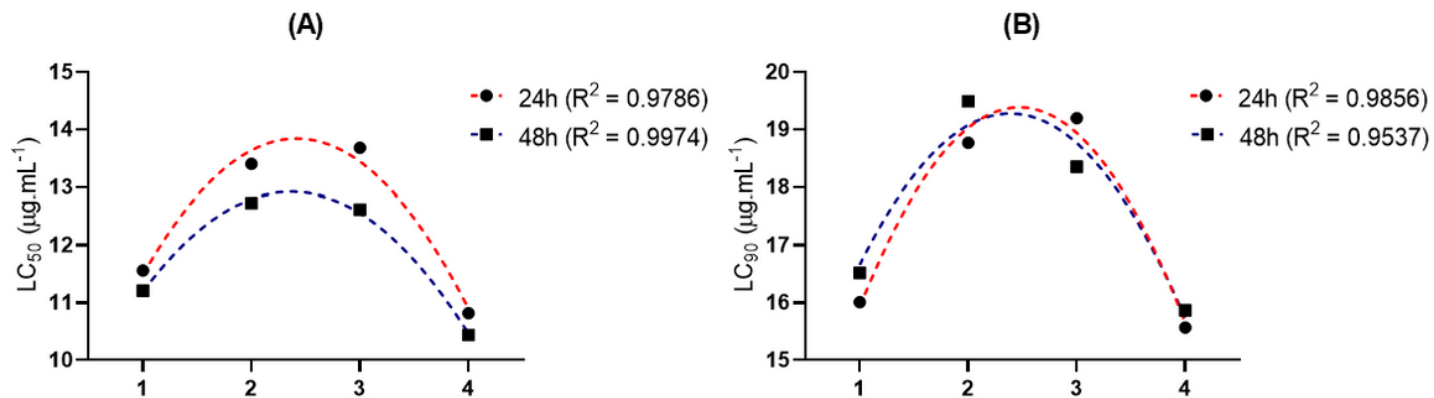 (A)
15
14
13
12
11
10
LC₅₀ (µg.mL⁻¹)
1 2 3 4
24h (R² = 0.9786)
48h (R² = 0.9974)
(B)
20
19
18
17
16
15
LC₉₀ (µg.mL⁻¹)
1 2 3 4
24h (R² = 0.9856)
48h (R² = 0.9537)